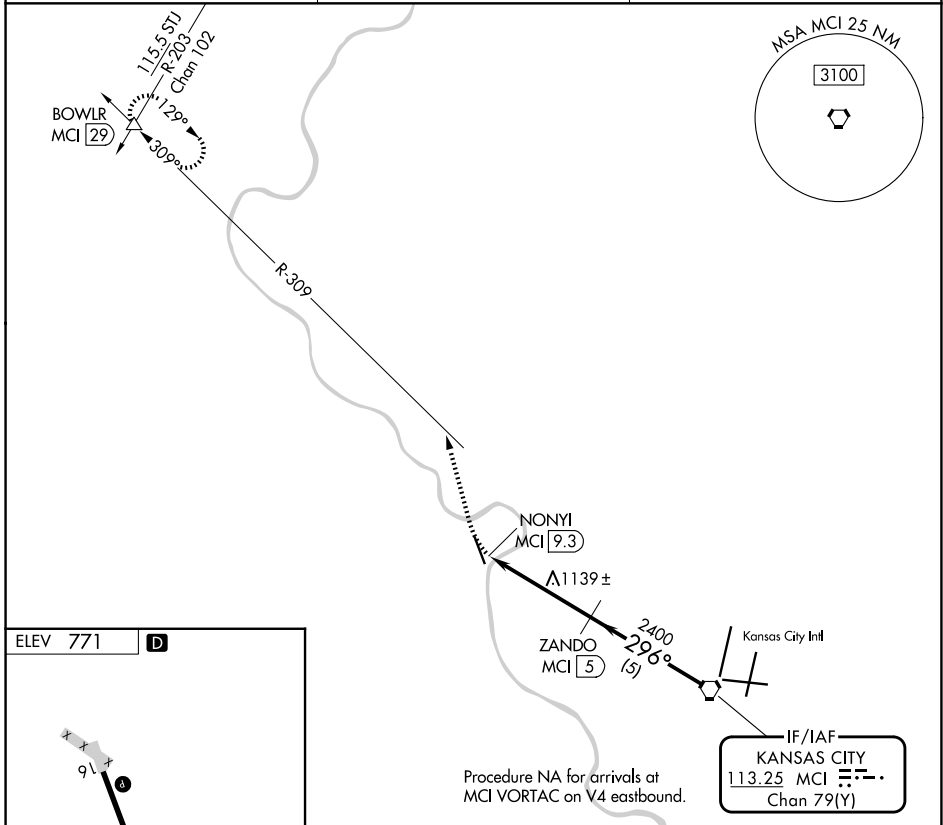 115.5 STJ
R-203
Chan 102
BOWLR
MCI 29
129°
309°
R-309
MSA MCI 25 NM
3100
NONYI
MCI 9.3
1139 ±
ZANDO
MCI 5
2400
296°
(5)
Kansas City Intl
IF/IAF
KANSAS CITY
113.25 MCI
Chan 79(Y)
Procedure NA for arrivals at
MCI VORTAC on V4 eastbound.
ELEV 771 D
X X X
16
P